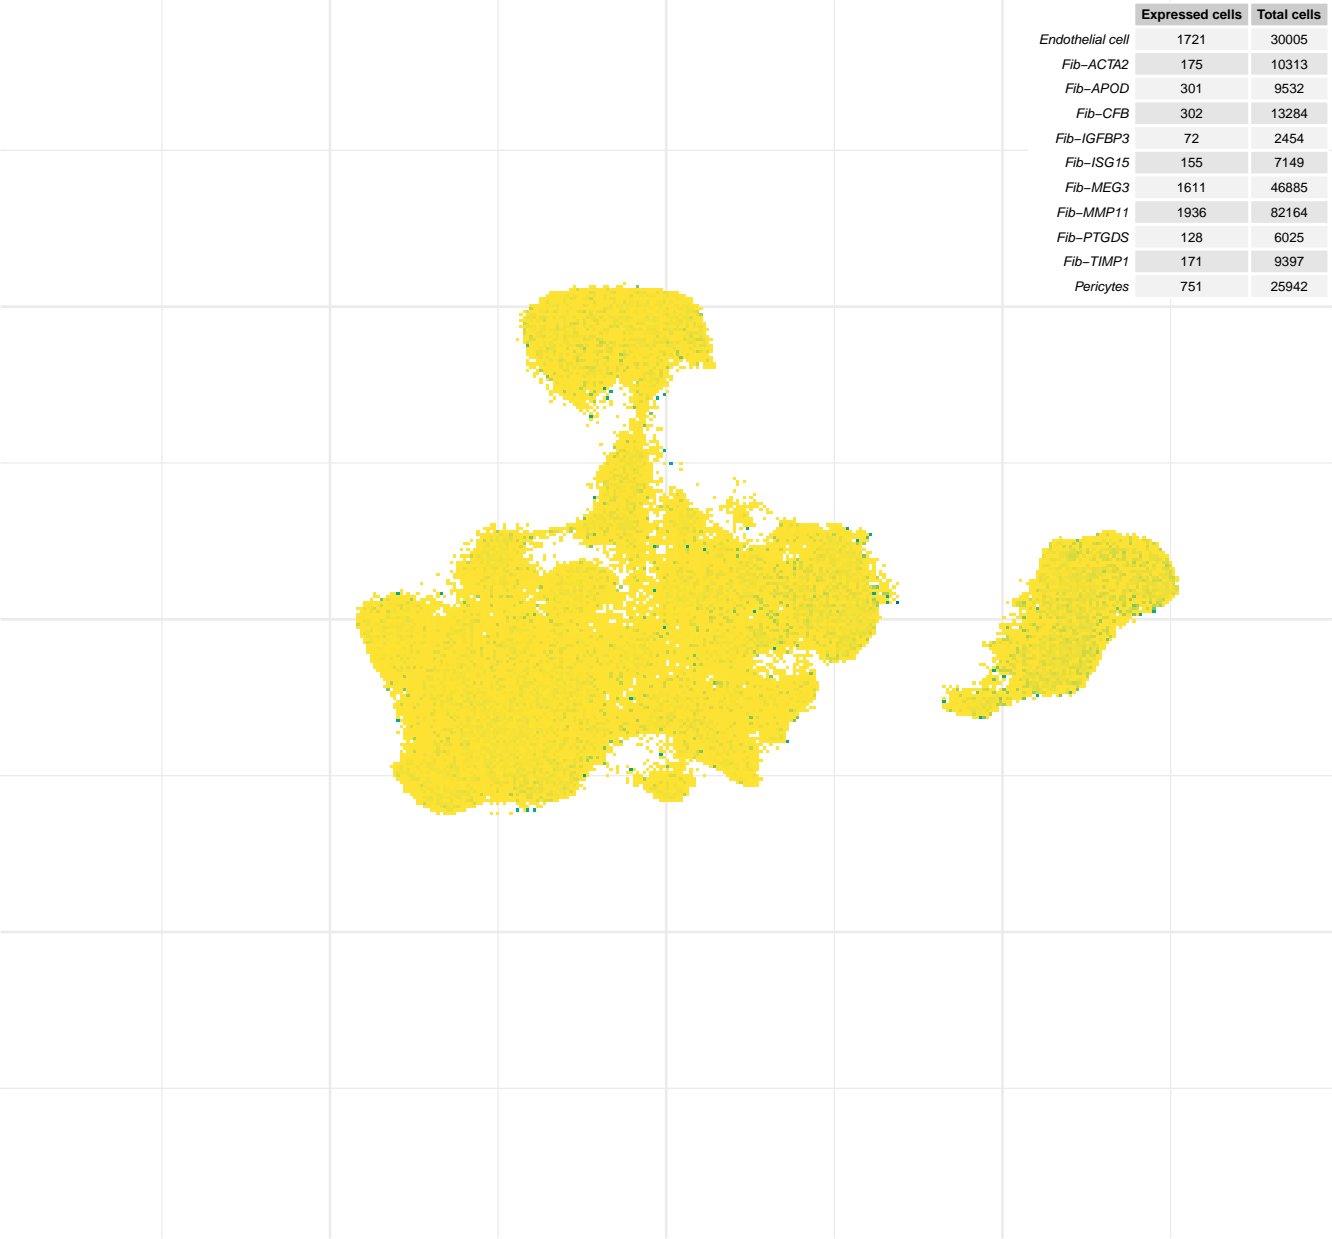 Expressed cells Total cells
Endothelial cell 1721 30005
Fib−ACTA2 175 10313
Fib−APOD 301 9532
Fib−CFB 302 13284
Fib−IGFBP3 72 2454
Fib−ISG15 155 7149
Fib−MEG3 1611 46885
Fib−MMP11 1936 82164
Fib−PTGDS 128 6025
Fib−TIMP1 171 9397
Pericytes 751 25942